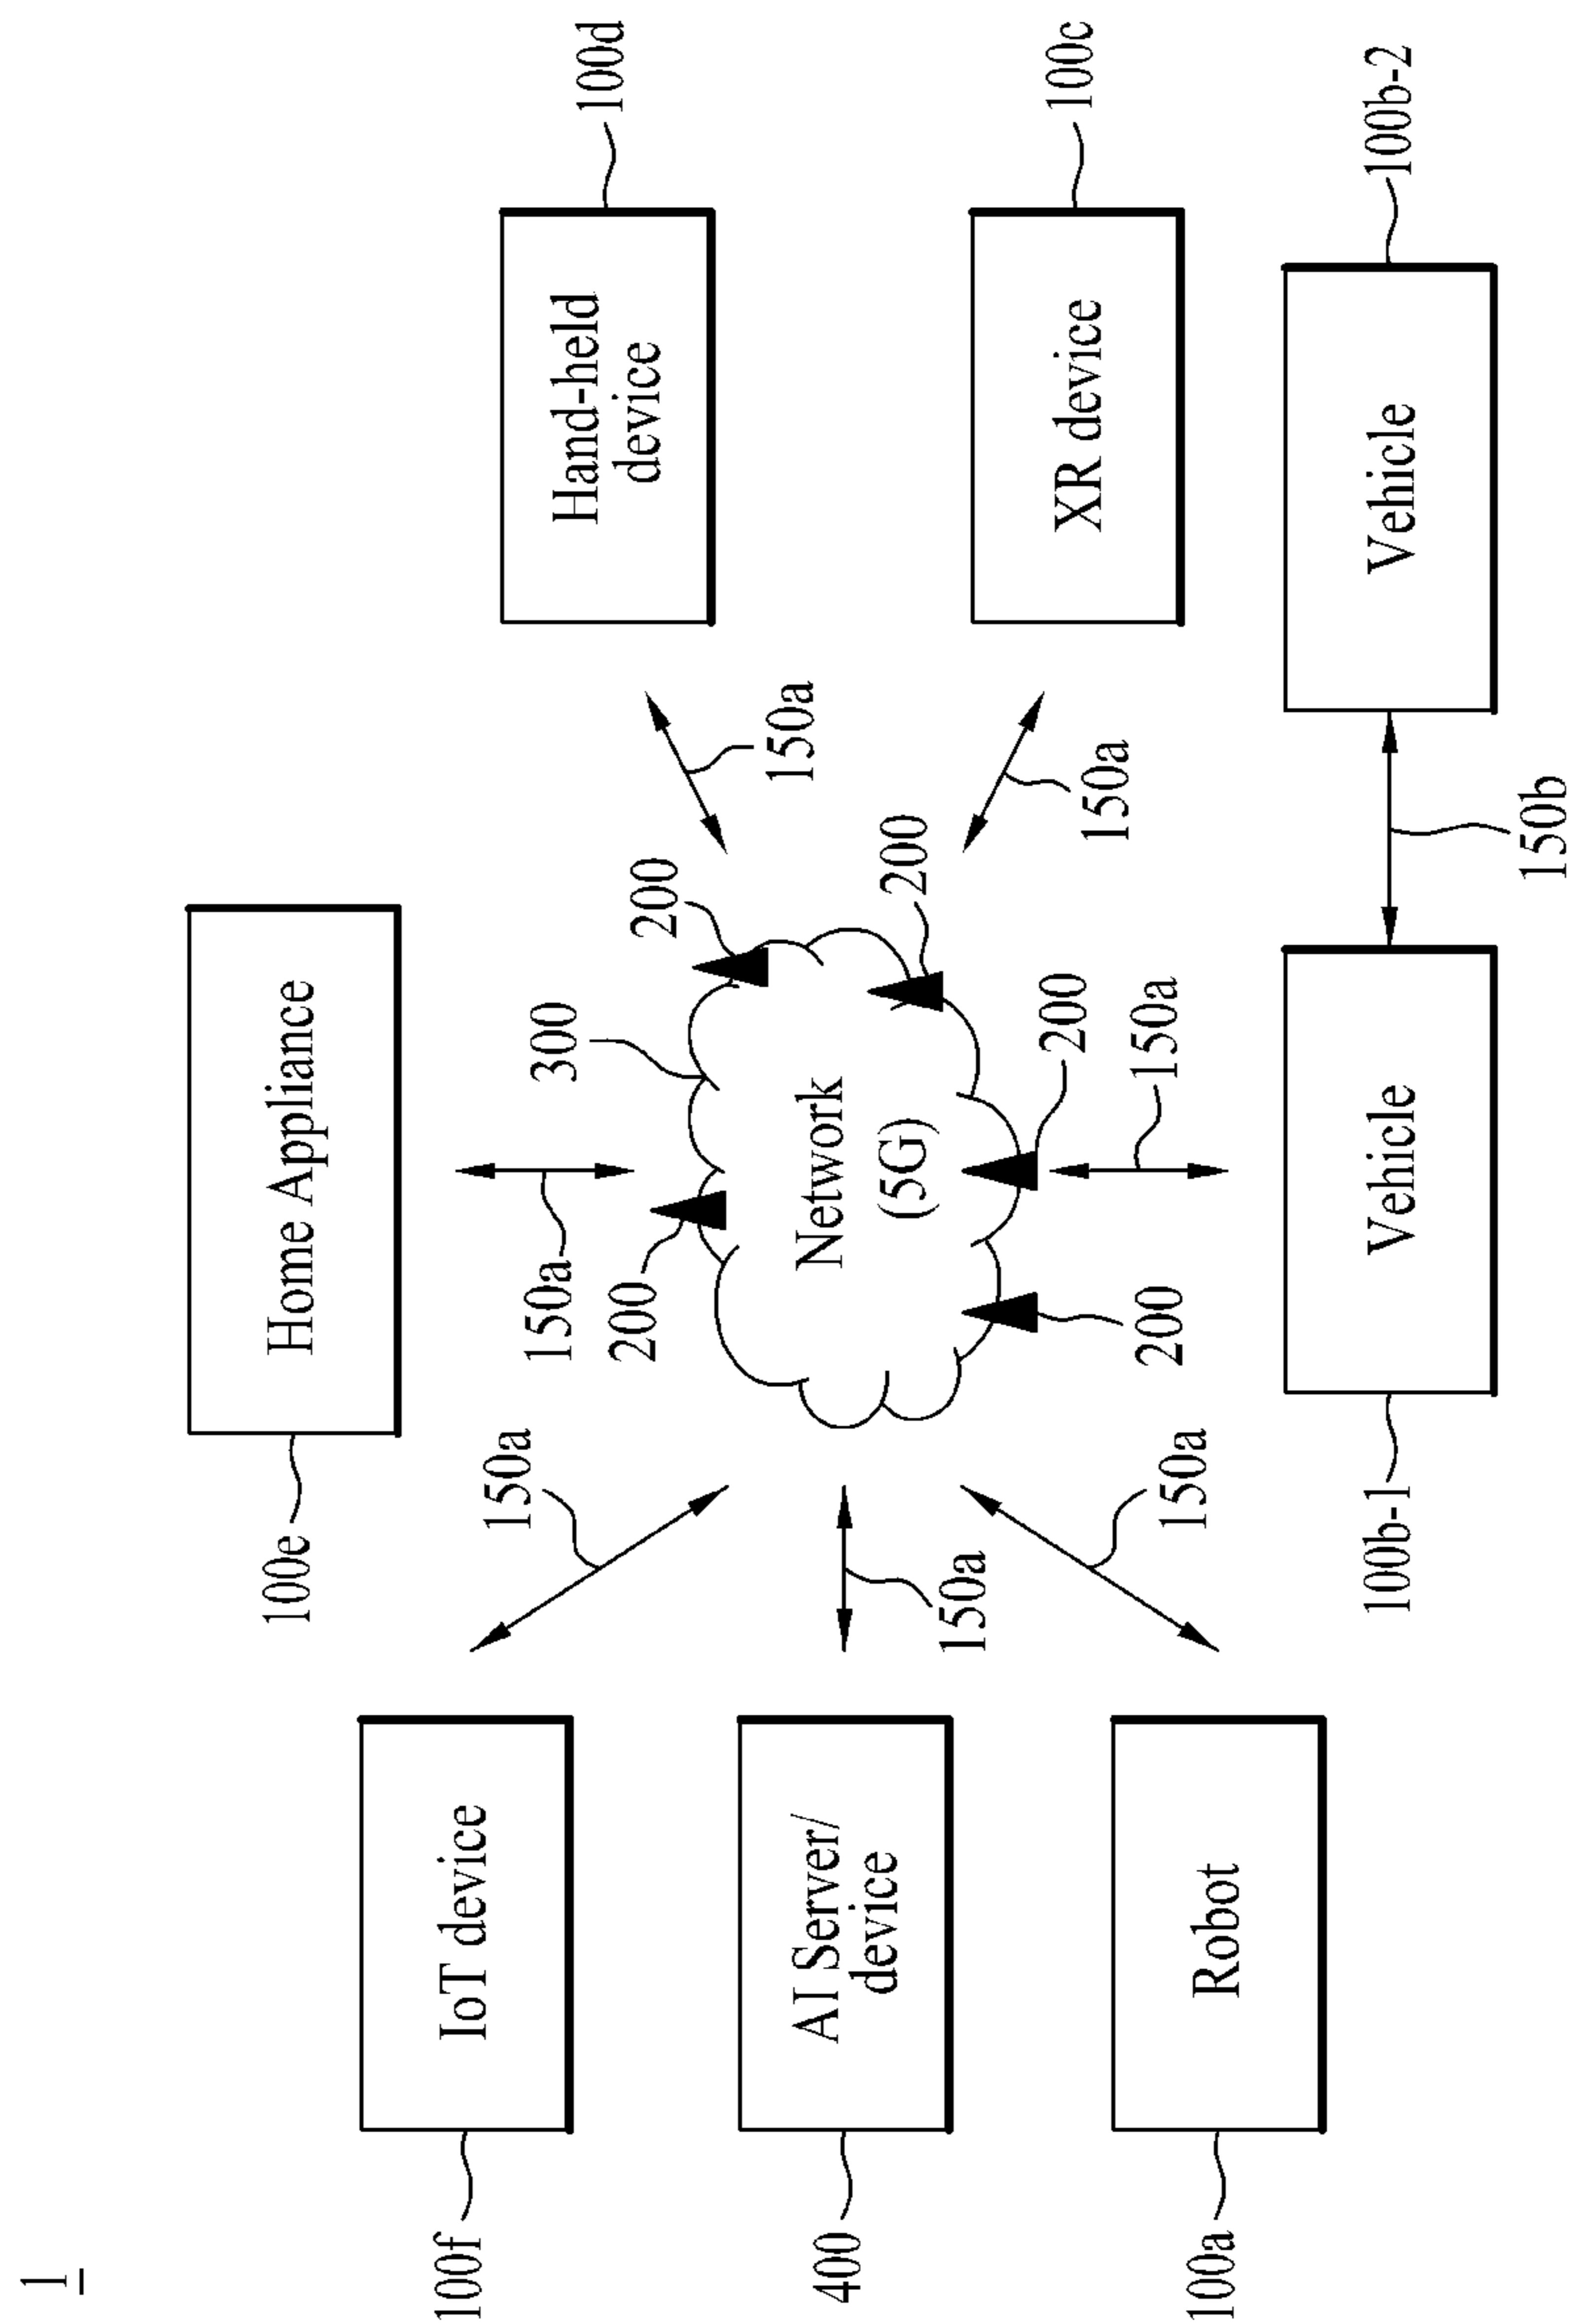 1
100e
Home Appliance
100f
IoT device
150a
150a
300
200
200
150a
Hand-held
device
100d
400
AI Server/
device
150a
Network
(5G)
200
200
200
150a
XR device
100c
100a
Robot
150a
150a
100b-1
Vehicle
150b
Vehicle
100b-2